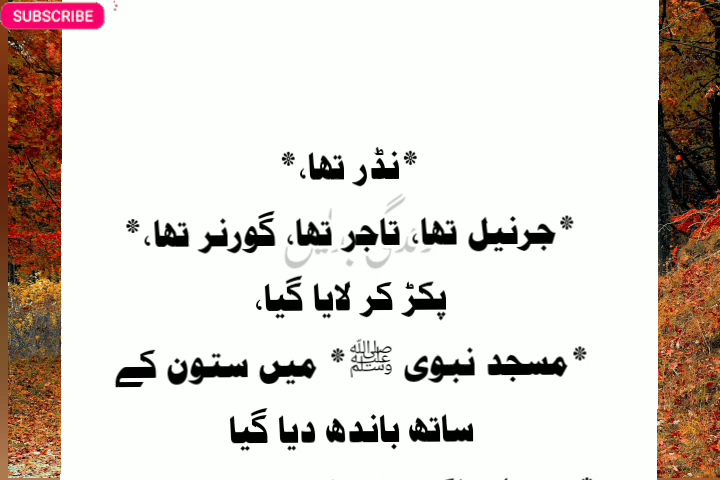 SUBSCRIBE
*نڈر تھا،*
*جرنیل تھا، تاجر تھا، گورنر تھا،*
پکڑ کر لایا گیا،
*مسجد نبوی ﷺ* میں ستون کے
ساتھ باندھ دیا گیا